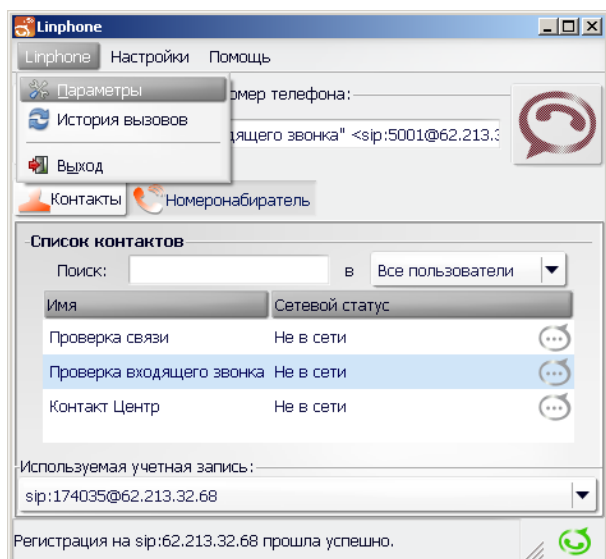 Linphone
Linphone Настройки Помощь
Параметры
омер телефона:
История вызовов
ящего звонка" <sip:5001@62.213.3
Выход
Контакты Номеронабиратель
Список контактов
Поиск: в Все пользователи
Имя Сетевой статус
Проверка связи Не в сети
Проверка входящего звонка Не в сети
Контакт Центр Не в сети
Используемая учетная запись:
sip:174035@62.213.32.68
Регистрация на sip:62.213.32.68 прошла успешно.